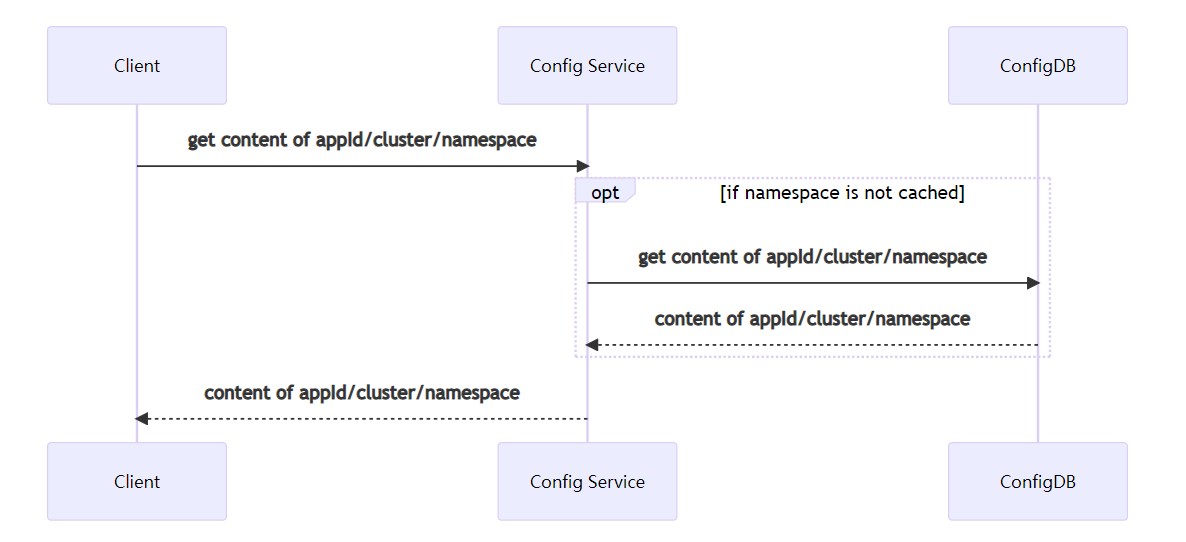 Client
Config Service
ConfigDB
get content of appId/cluster/namespace
opt
[if namespace is not cached]
get content of appId/cluster/namespace
content of appId/cluster/namespace
content of appId/cluster/namespace
Client
Config Service
ConfigDB